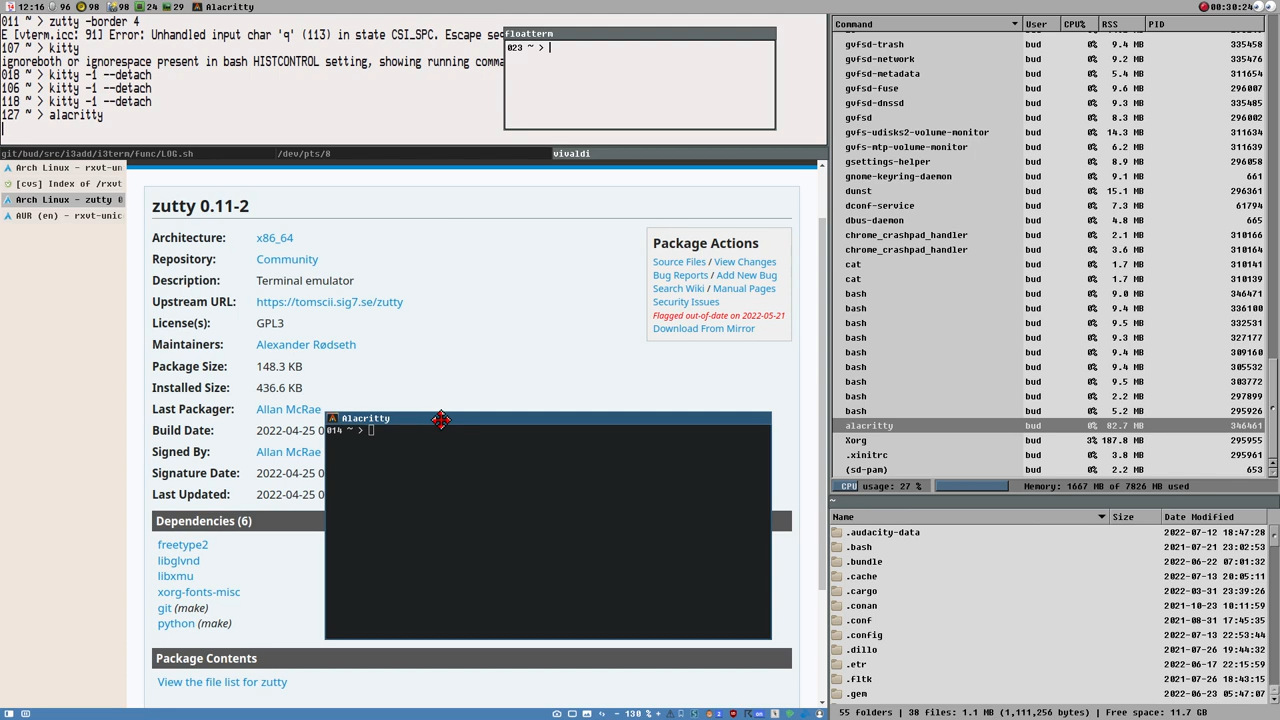 12:16 96 98 98 24 29 Alacritty 00:30:24
011 ~ > zutty -border 4
E [vterm.icc: 91] Error: Unhandled input char 'q' (113) in state CSI_SPC. Escape se
107 ~ > kitty
ignoreboth or ignorespace present in bash HISTCONTROL setting, showing running comma
018 ~ > kitty -1 --detach
106 ~ > kitty -1 --detach
118 ~ > kitty -1 --detach
127 ~ > alacritty
floatterm
023 ~ >
git/bud/src/i3add/i3term/func/LOG.sh /dev/pts/8 vivaldi
Arch Linux - rxvt-un
[cvs] Index of /rxvt
Arch Linux - zutty 0
AUR (en) - rxvt-unic
zutty 0.11-2
Architecture: x86_64
Repository: Community
Description: Terminal emulator
Upstream URL: https://tomscii.sig7.se/zutty
License(s): GPL3
Maintainers: Alexander Rødseth
Package Size: 148.3 KB
Installed Size: 436.6 KB
Last Packager: Allan McRae
Build Date: 2022-04-25 0
Signed By: Allan McRae
Signature Date: 2022-04-25 0
Last Updated: 2022-04-25 0
Package Actions
Source Files / View Changes
Bug Reports / Add New Bug
Search Wiki / Manual Pages
Security Issues
Flagged out-of-date on 2022-05-21
Download From Mirror
Dependencies (6)
freetype2
libglvnd
libxmu
xorg-fonts-misc
git (make)
python (make)
Package Contents
View the file list for zutty
Alacritty
014 ~ >
130 %
Command User CPU% RSS PID
gvfsd-trash bud 0% 9.4 MB 335458
gvfsd-network bud 0% 9.2 MB 335476
gvfsd-metadata bud 0% 5.4 MB 311654
gvfsd-fuse bud 0% 9.6 MB 296007
gvfsd-dnssd bud 0% 9.3 MB 335485
gvfsd bud 0% 8.3 MB 296002
gvfs-udisks2-volume-monitor bud 0% 14.3 MB 311634
gvfs-mtp-volume-monitor bud 0% 6.2 MB 311639
gsettings-helper bud 0% 8.9 MB 296058
gnome-keyring-daemon bud 0% 9.1 MB 661
dunst bud 0% 15.1 MB 296361
dconf-service bud 0% 7.3 MB 61794
dbus-daemon bud 0% 4.8 MB 665
chrome_crashpad_handler bud 0% 2.1 MB 310166
chrome_crashpad_handler bud 0% 3.6 MB 310164
cat bud 0% 1.7 MB 310141
cat bud 0% 1.7 MB 310139
bash bud 0% 9.0 MB 346471
bash bud 0% 9.4 MB 336100
bash bud 0% 9.5 MB 332531
bash bud 0% 9.3 MB 327177
bash bud 0% 9.4 MB 309160
bash bud 0% 9.4 MB 305532
bash bud 0% 9.5 MB 303772
bash bud 0% 2.2 MB 297899
bash bud 0% 5.2 MB 295926
alacritty bud 0% 82.7 MB 346461
Xorg bud 3% 187.8 MB 295955
.xinitrc bud 0% 3.8 MB 295961
(sd-pam) bud 0% 2.2 MB 653
CPU usage: 27 % Memory: 1667 MB of 7826 MB used
~
Name Size Date Modified
.audacity-data 2022-07-12 18:47:28
.bash 2021-07-21 23:02:53
.bundle 2022-06-22 07:01:32
.cache 2022-07-13 20:05:11
.cargo 2022-03-31 23:39:26
.conan 2021-10-23 10:11:59
.conf 2021-08-31 17:45:35
.config 2022-07-13 22:53:44
.dillo 2021-07-26 19:44:32
.etr 2022-06-17 22:15:59
.fltk 2021-07-26 18:43:15
.gem 2022-06-23 05:47:07
55 folders | 38 files: 1.1 MB (1,111,256 bytes) | Free space: 11.7 GB